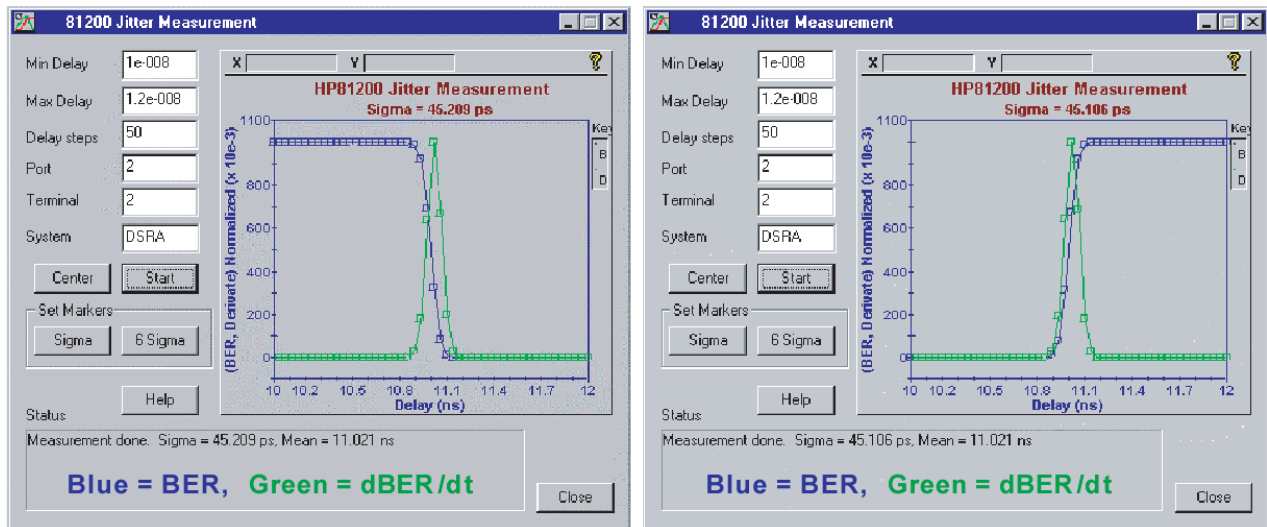 81200 Jitter Measurement
Min Delay 1e-008
Max Delay 1.2e-008
Delay steps 50
Port 2
Terminal 2
System DSRA
Center Start
Set Markers
Sigma 6 Sigma
Help
X Y
HP81200 Jitter Measurement
Sigma = 45.209 ps
(BER, Derivate) Normalized (x 10e-3)
1100
800
600
400
200
0
10 10.2 10.5 10.8 11.1 11.4 11.7 12
Delay (ns)
Key
B
D
Status
Measurement done. Sigma = 45.209 ps, Mean = 11.021 ns
Blue = BER, Green = dBER/dt
Close
81200 Jitter Measurement
Min Delay 1e-008
Max Delay 1.2e-008
Delay steps 50
Port 2
Terminal 2
System DSRA
Center Start
Set Markers
Sigma 6 Sigma
Help
X Y
HP81200 Jitter Measurement
Sigma = 45.106 ps
(BER, Derivate) Normalized (x 10e-3)
1100
800
600
400
200
0
10 10.2 10.5 10.8 11.1 11.4 11.7 12
Delay (ns)
Key
B
D
Status
Measurement done. Sigma = 45.106 ps, Mean = 11.021 ns
Blue = BER, Green = dBER/dt
Close